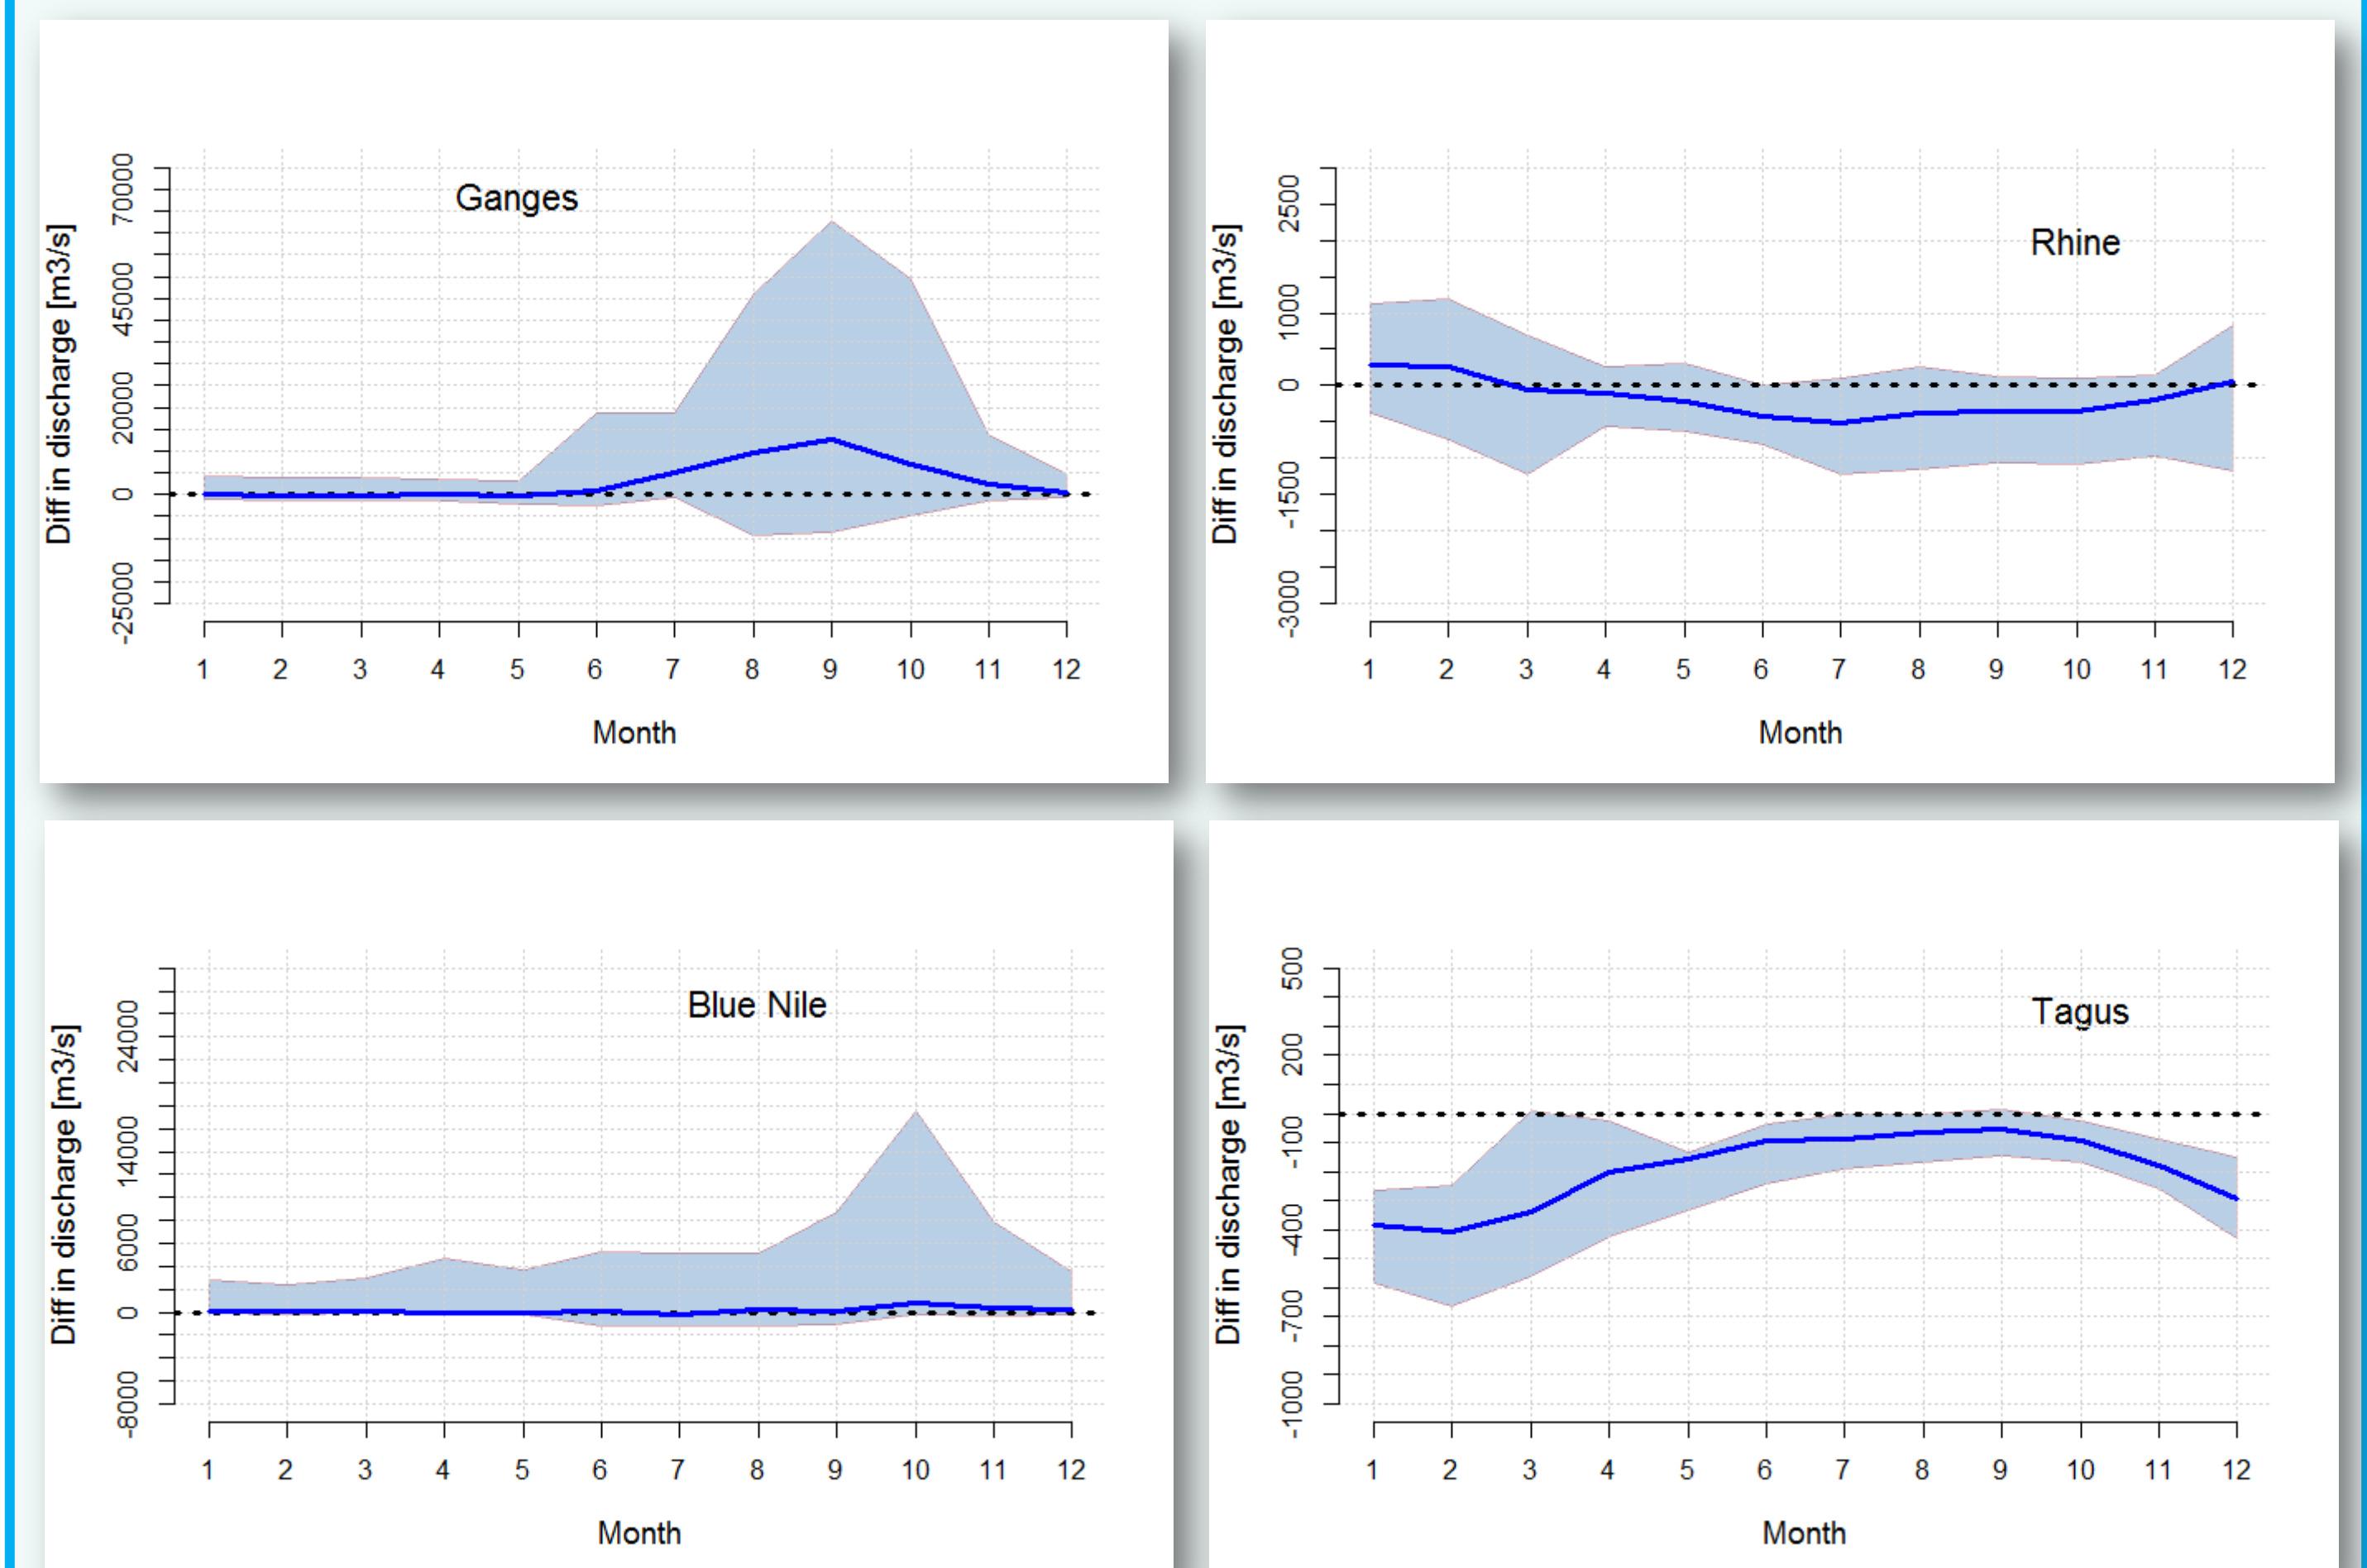 Ganges
Diff in discharge [m3/s]
70000
45000
20000
0
-25000
1 2 3 4 5 6 7 8 9 10 11 12
Month
Rhine
Diff in discharge [m3/s]
2500
1000
0
-1500
-3000
1 2 3 4 5 6 7 8 9 10 11 12
Month
Blue Nile
Diff in discharge [m3/s]
24000
14000
6000
0
-8000
1 2 3 4 5 6 7 8 9 10 11 12
Month
Tagus
Diff in discharge [m3/s]
500
200
-100
-400
-700
-1000
1 2 3 4 5 6 7 8 9 10 11 12
Month